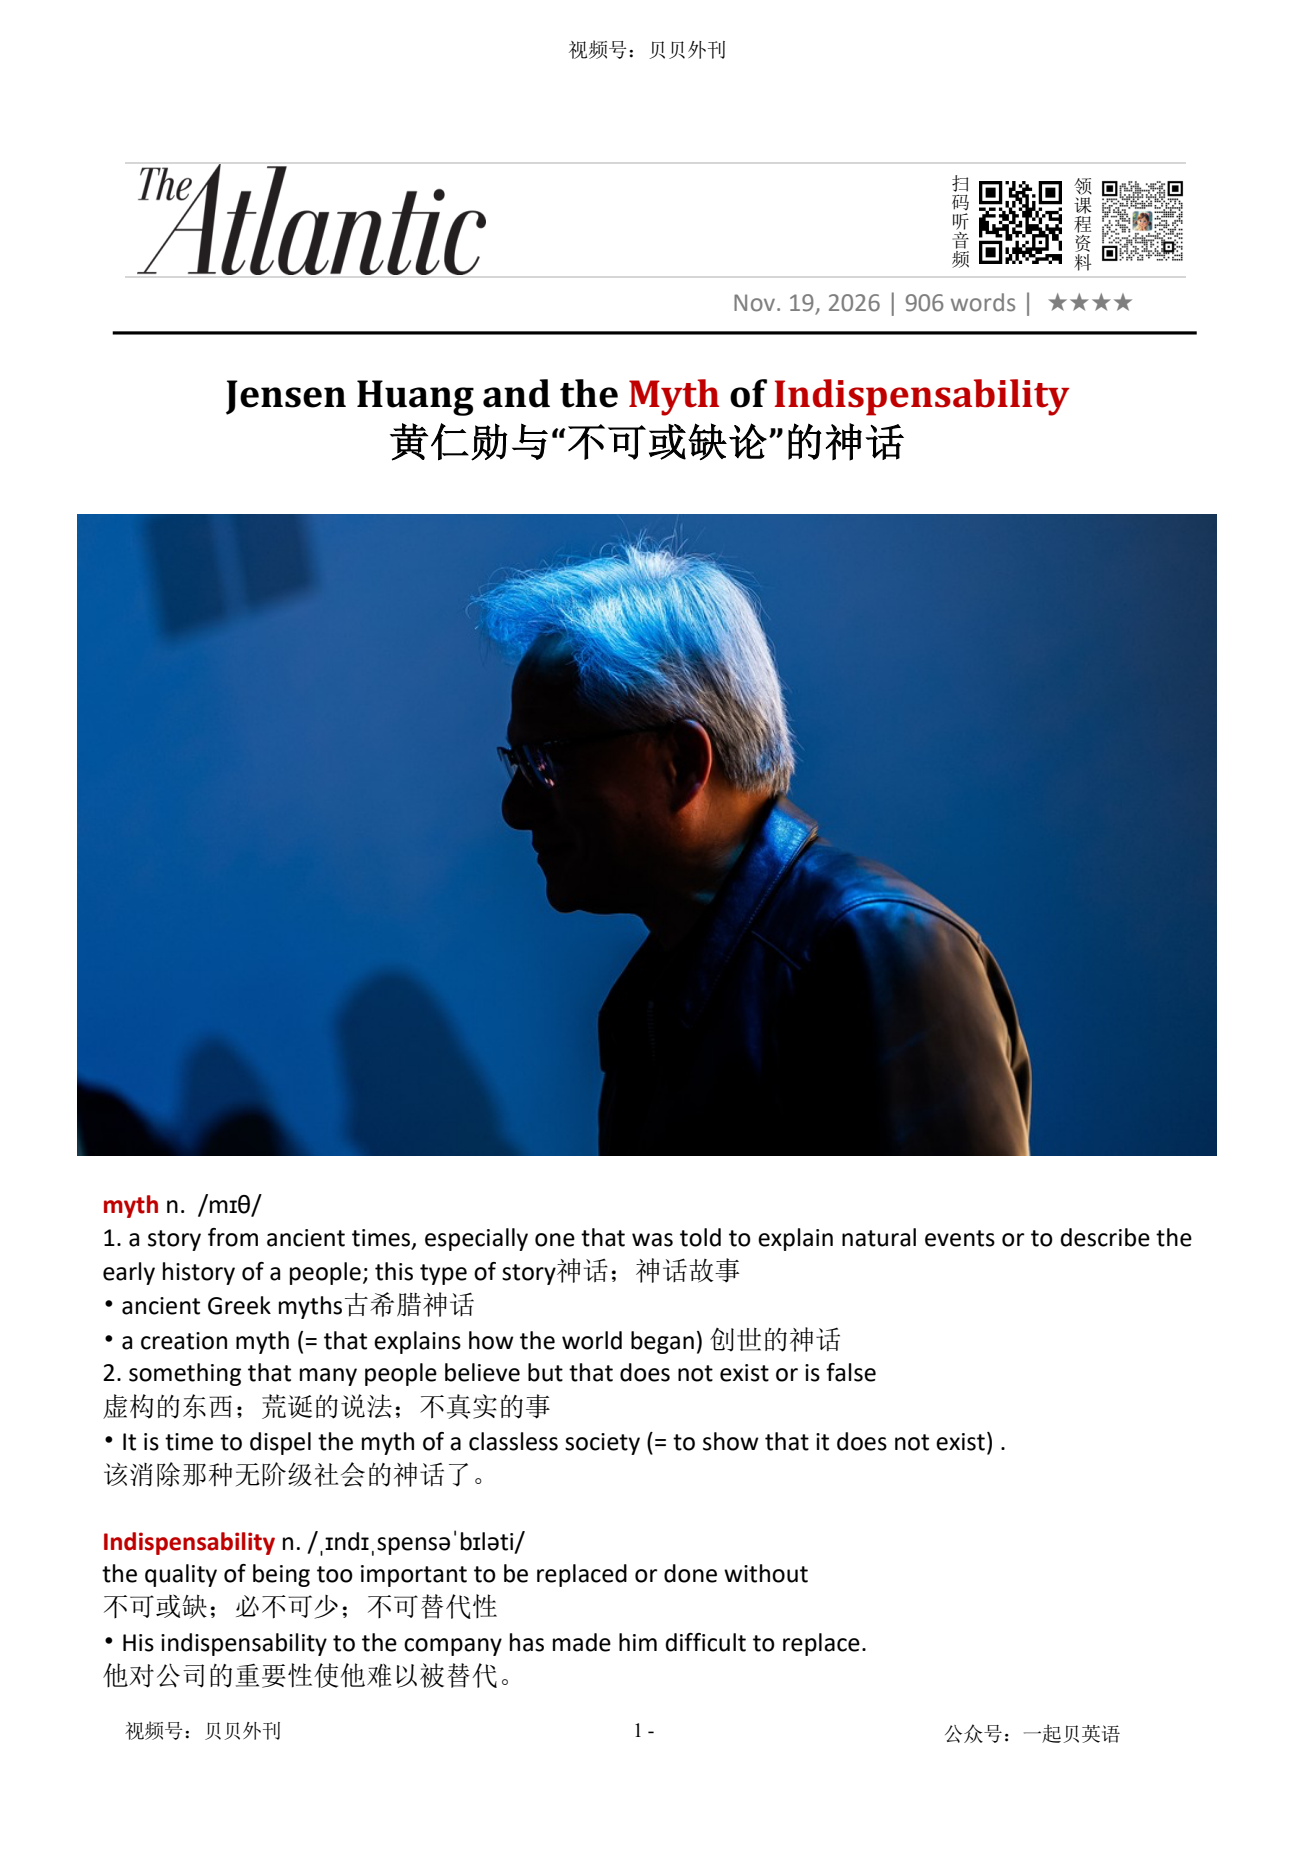 视频号：贝贝外刊
The Atlantic
扫码听音频
领课程资料
Nov. 19, 2026 | 906 words | ★★★★
Jensen Huang and the Myth of Indispensability
黄仁勋与“不可或缺论”的神话
myth n. /mɪθ/
1. a story from ancient times, especially one that was told to explain natural events or to describe the
early history of a people; this type of story神话；神话故事
• ancient Greek myths古希腊神话
• a creation myth (= that explains how the world began) 创世的神话
2. something that many people believe but that does not exist or is false
虚构的东西；荒诞的说法；不真实的事
• It is time to dispel the myth of a classless society (= to show that it does not exist) .
该消除那种无阶级社会的神话了。
Indispensability n. /ˌɪndɪˌspensəˈbɪləti/
the quality of being too important to be replaced or done without
不可或缺；必不可少；不可替代性
• His indispensability to the company has made him difficult to replace.
他对公司的重要性使他难以被替代。
视频号：贝贝外刊 1 - 公众号：一起贝英语